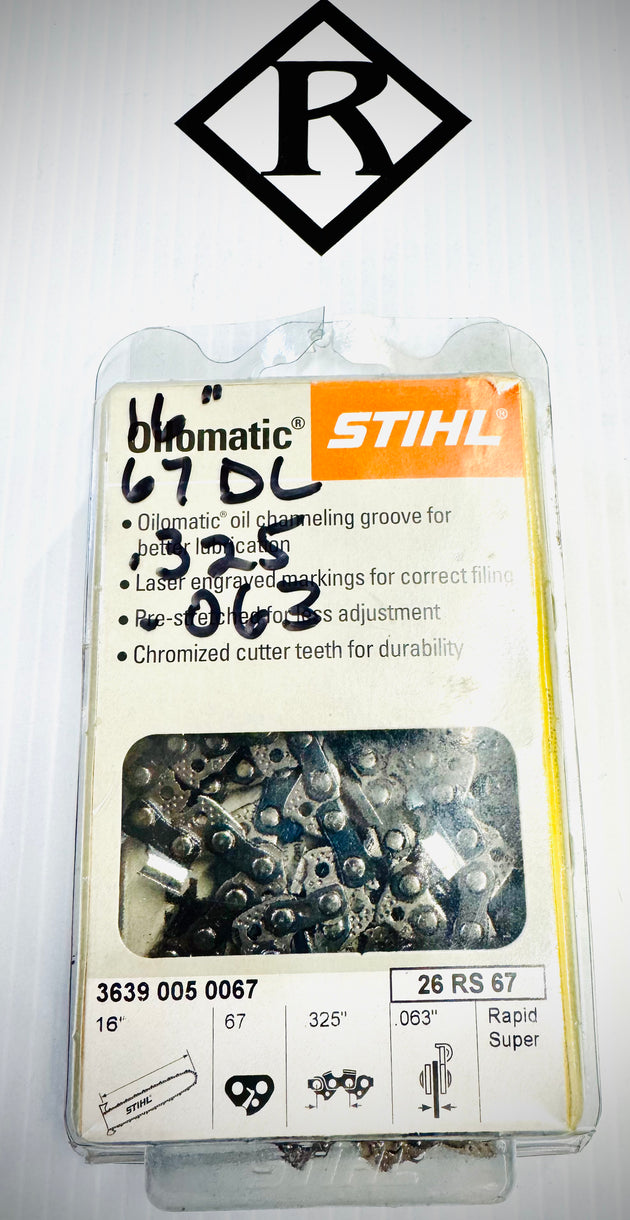 R
16"
Oilomatic® STIHL®
67 DL
• Oilomatic® oil channeling groove for
better lubrication
.325
• Laser engraved markings for correct filing
• Pre-stretched for less adjustment
.063
• Chromized cutter teeth for durability
3639 005 0067 26 RS 67
16" 67 325" .063" Rapid
Super
STIHL
STIHL